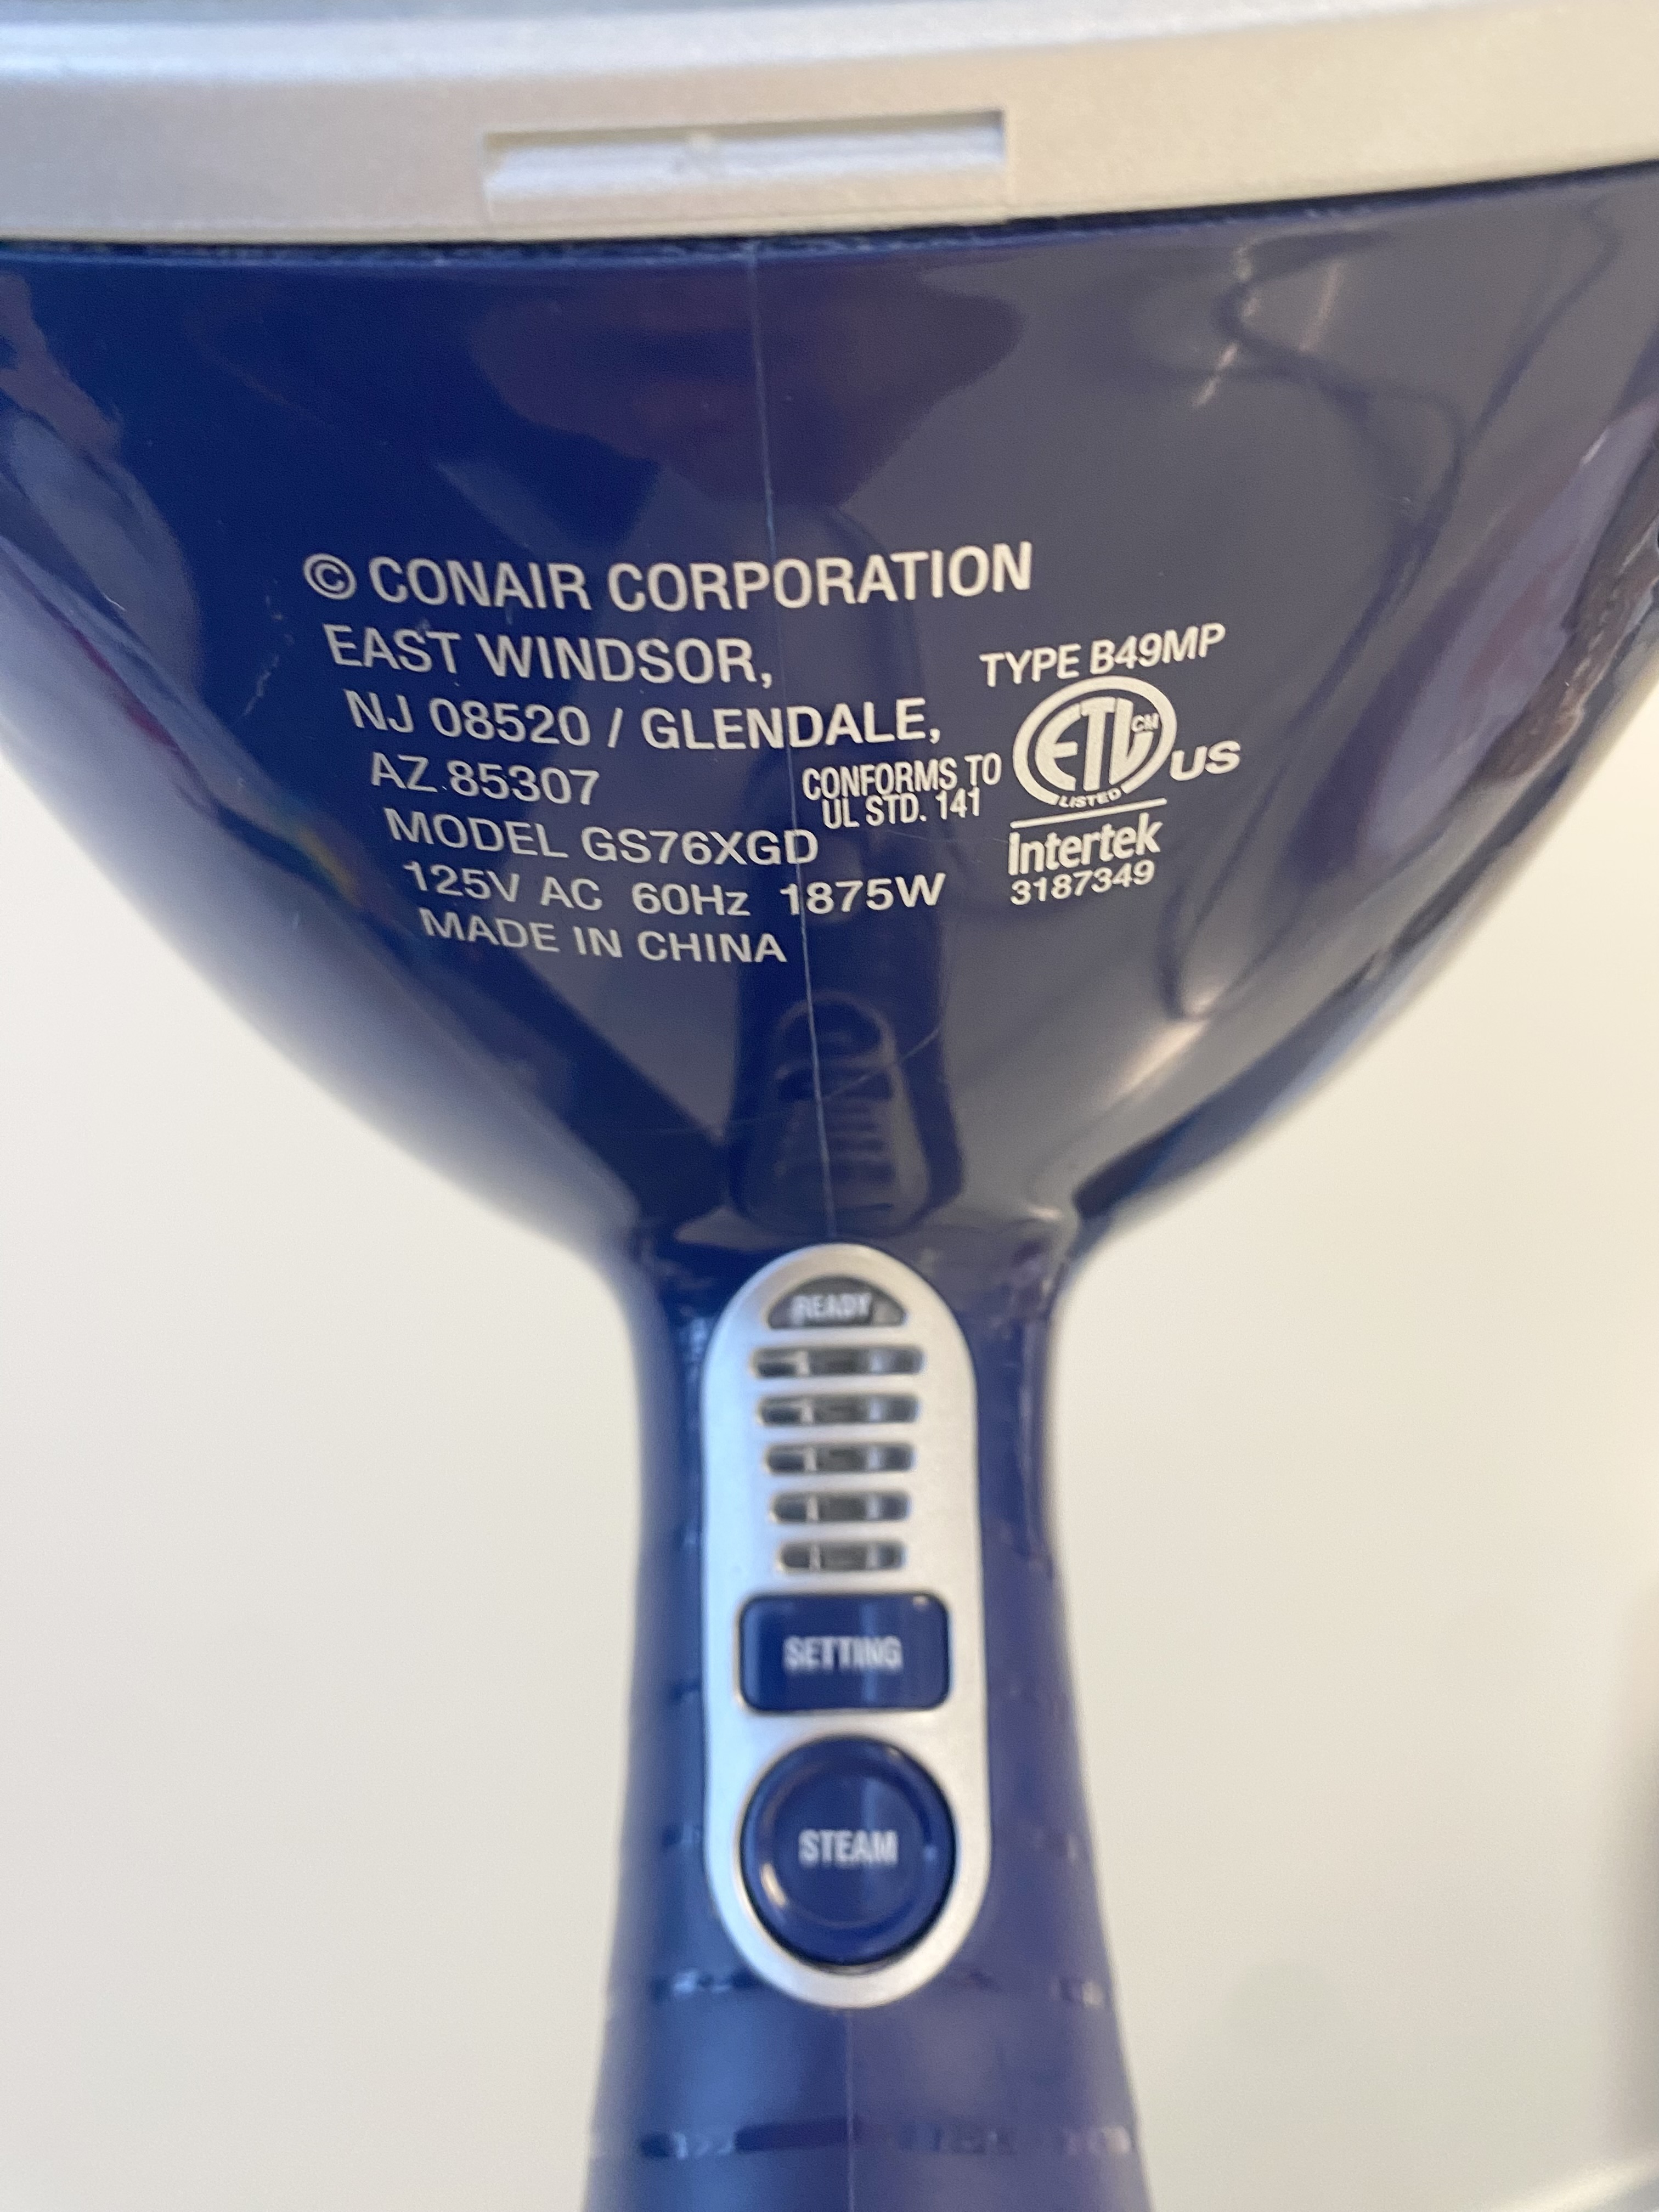 © CONAIR CORPORATION
EAST WINDSOR,
NJ 08520 / GLENDALE,
AZ 85307
MODEL GS76XGD
125V AC 60Hz 1875W
MADE IN CHINA
TYPE B49MP
CONFORMS TO
UL STD. 141
ETL CM
LISTED
US
Intertek
3187349
READY
SETTING
STEAM